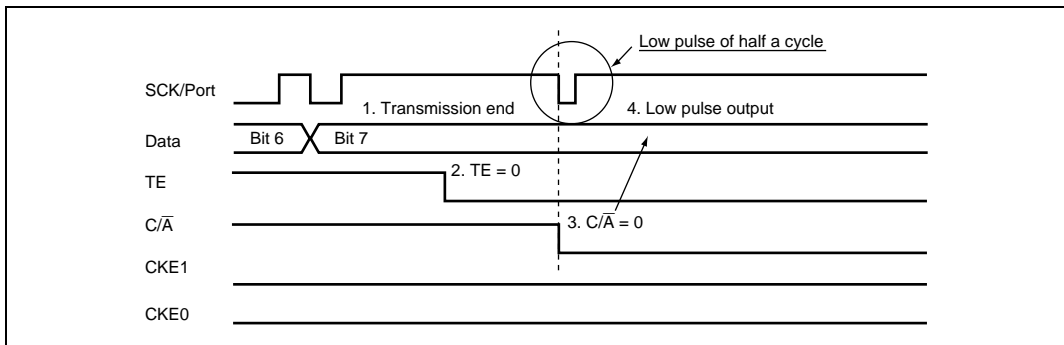 Low pulse of half a cycle
SCK/Port
1. Transmission end
4. Low pulse output
Data
Bit 6
Bit 7
TE
2. TE = 0
C/A̅
3. C/A̅ = 0
CKE1
CKE0